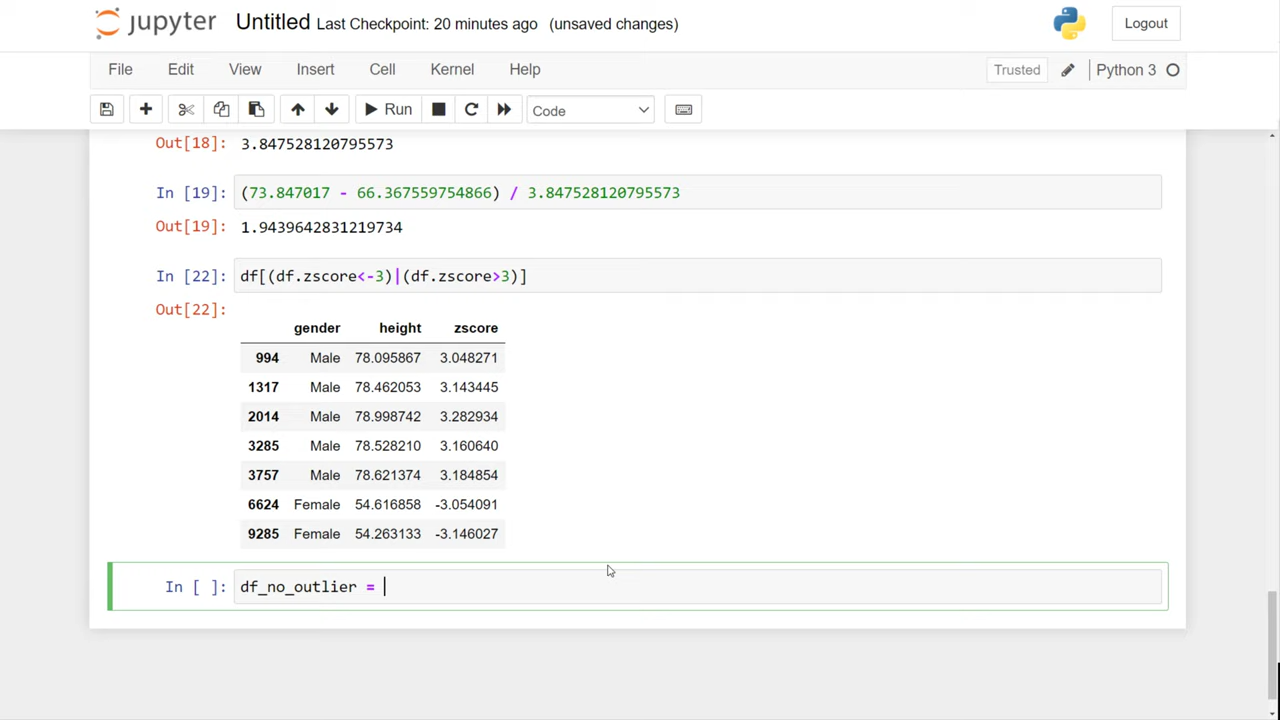 jupyter Untitled Last Checkpoint: 20 minutes ago (unsaved changes) Logout
File Edit View Insert Cell Kernel Help Trusted Python 3
Run Code
Out[18]: 3.847528120795573
In [19]: (73.847017 - 66.367559754866) / 3.847528120795573
Out[19]: 1.9439642831219734
In [22]: df[(df.zscore<-3)|(df.zscore>3)]
Out[22]:
gender height zscore
994 Male 78.095867 3.048271
1317 Male 78.462053 3.143445
2014 Male 78.998742 3.282934
3285 Male 78.528210 3.160640
3757 Male 78.621374 3.184854
6624 Female 54.616858 -3.054091
9285 Female 54.263133 -3.146027
In [ ]: df_no_outlier =